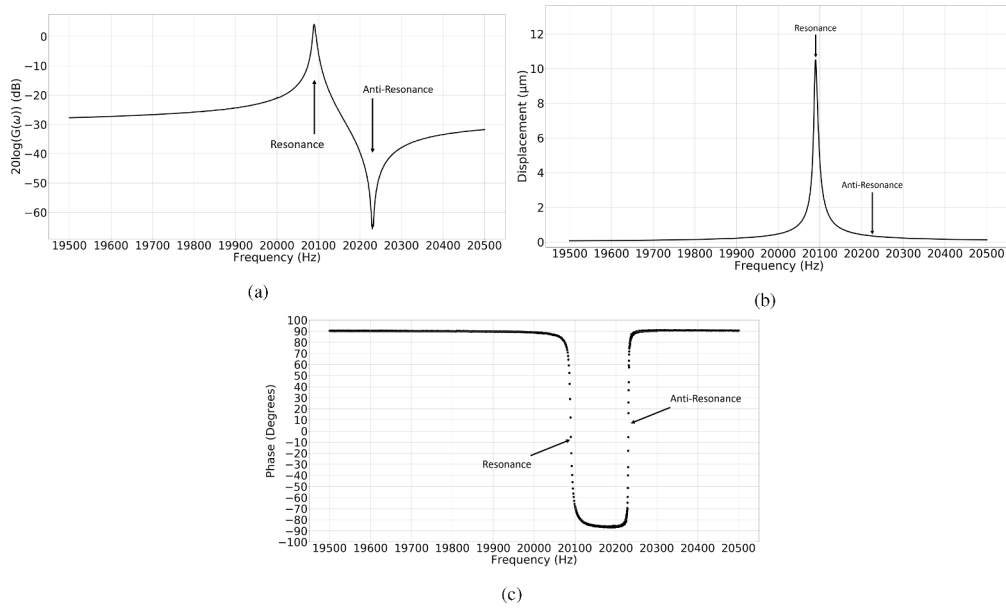 20log(G(ω)) (dB)
0
−10
−20
−30
−40
−50
−60
Resonance
Anti-Resonance
19500 19600 19700 19800 19900 20000 20100 20200 20300 20400 20500
Frequency (Hz)
(a)
Displacement (μm)
12
10
8
6
4
2
0
Resonance
Anti-Resonance
19500 19600 19700 19800 19900 20000 20100 20200 20300 20400 20500
Frequency (Hz)
(b)
Phase (Degrees)
100
90
80
70
60
50
40
30
20
10
0
−10
−20
−30
−40
−50
−60
−70
−80
−90
−100
Anti-Resonance
Resonance
19500 19600 19700 19800 19900 20000 20100 20200 20300 20400 20500
Frequency (Hz)
(c)